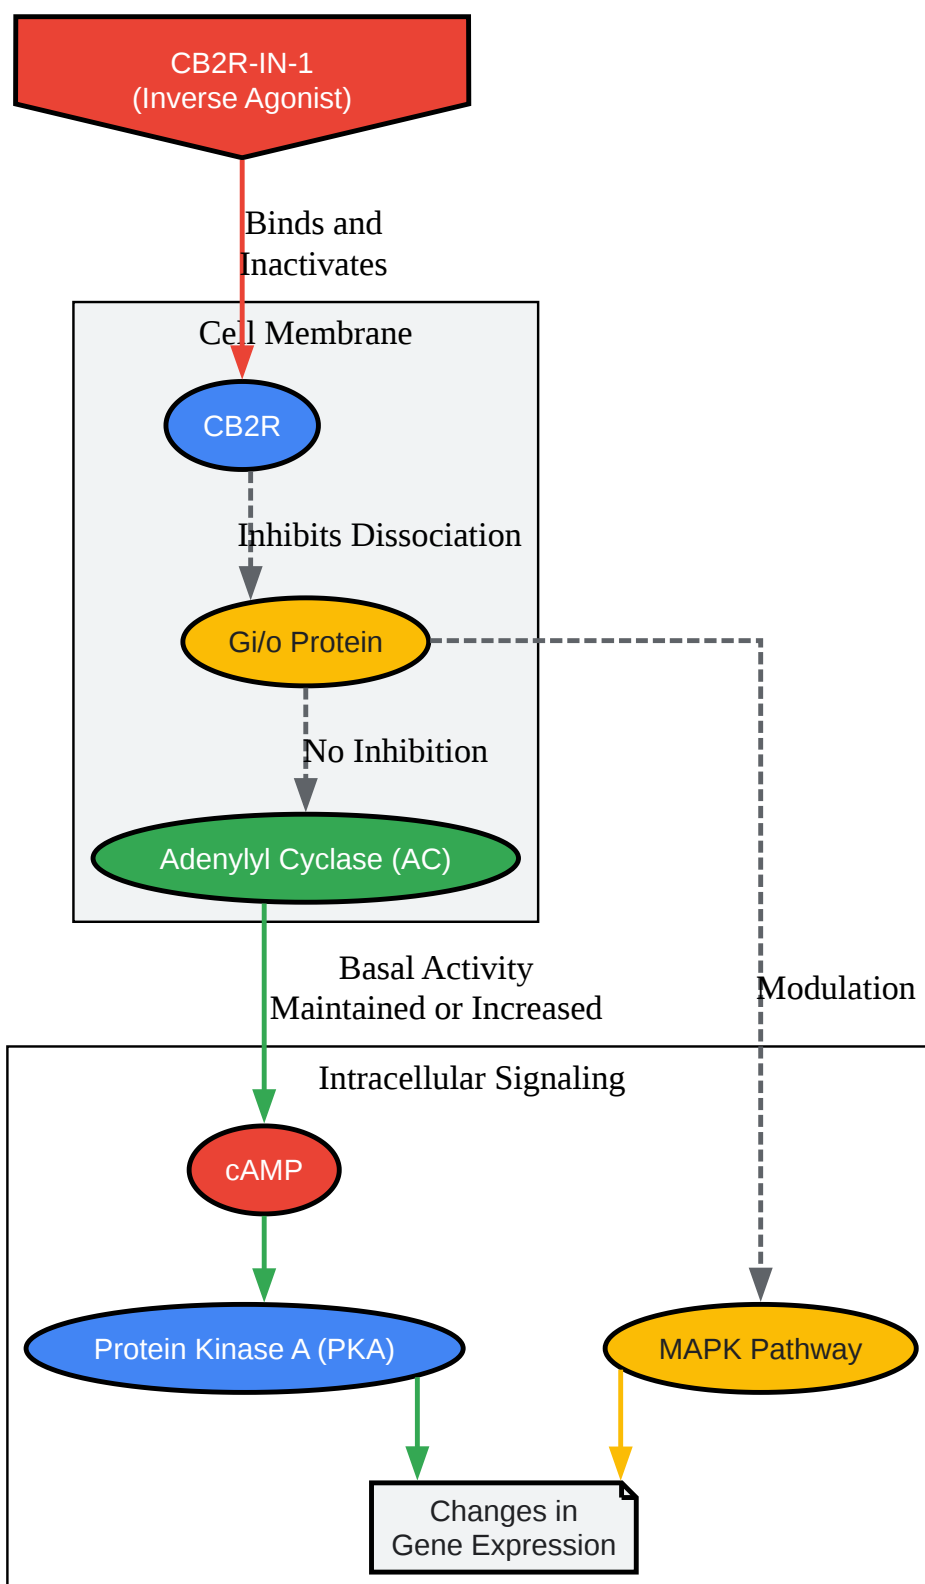 CB2R-IN-1
(Inverse Agonist)
Binds and
Inactivates
Cell Membrane
CB2R
Inhibits Dissociation
Gi/o Protein
No Inhibition
Adenylyl Cyclase (AC)
Basal Activity
Maintained or Increased
Modulation
Intracellular Signaling
cAMP
Protein Kinase A (PKA)
MAPK Pathway
Changes in
Gene Expression